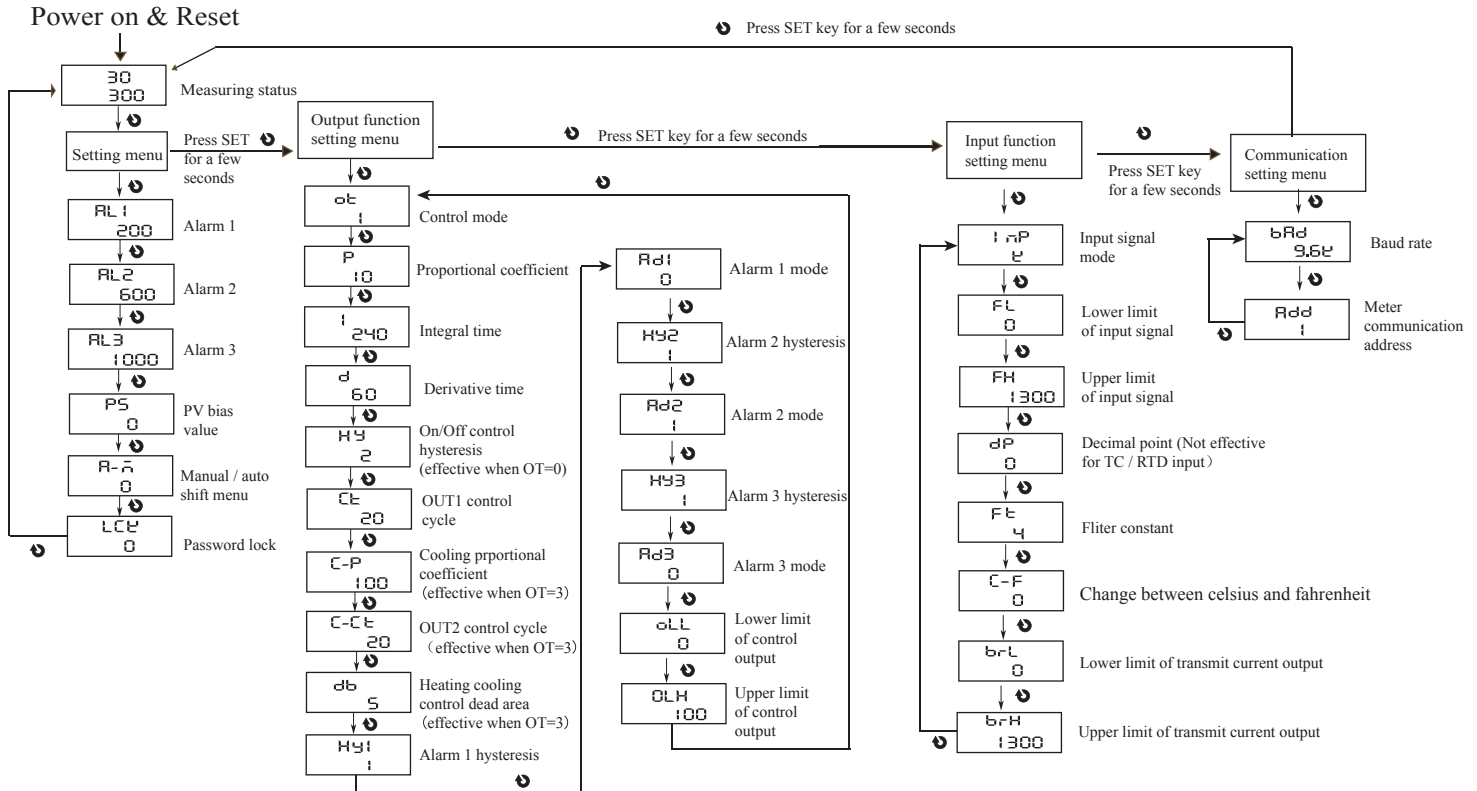 Power on & Reset
Press SET key for a few seconds
30
300
Measuring status
Setting menu
Press SET
for a few
seconds
AL1
200
Alarm 1
AL2
600
Alarm 2
AL3
1000
Alarm 3
PS
0
PV bias
value
A-M
0
Manual / auto
shift menu
LCK
0
Password lock
Output function
setting menu
Press SET key for a few seconds
ot
1
Control mode
P
10
Proportional coefficient
I
240
Integral time
d
60
Derivative time
HY
2
On/Off control
hysteresis
(effective when OT=0)
Ct
20
OUT1 control
cycle
C-P
100
Cooling prportional
coefficient
(effective when OT=3)
C-Ct
20
OUT2 control cycle
(effective when OT=3)
db
5
Heating cooling
control dead area
(effective when OT=3)
HY1
1
Alarm 1 hysteresis
Ad1
0
Alarm 1 mode
HY2
1
Alarm 2 hysteresis
Ad2
1
Alarm 2 mode
HY3
1
Alarm 3 hysteresis
Ad3
0
Alarm 3 mode
oLL
0
Lower limit
of control
output
OLH
100
Upper limit
of control
output
Input function
setting menu
Press SET key
for a few seconds
InP
K
Input signal
mode
FL
0
Lower limit
of input signal
FH
1300
Upper limit
of input signal
dP
0
Decimal point (Not effective
for TC / RTD input)
Ft
4
Fliter constant
C-F
0
Change between celsius and fahrenheit
brL
0
Lower limit of transmit current output
brH
1300
Upper limit of transmit current output
Communication
setting menu
bAd
9.6K
Baud rate
Add
1
Meter
communication
address